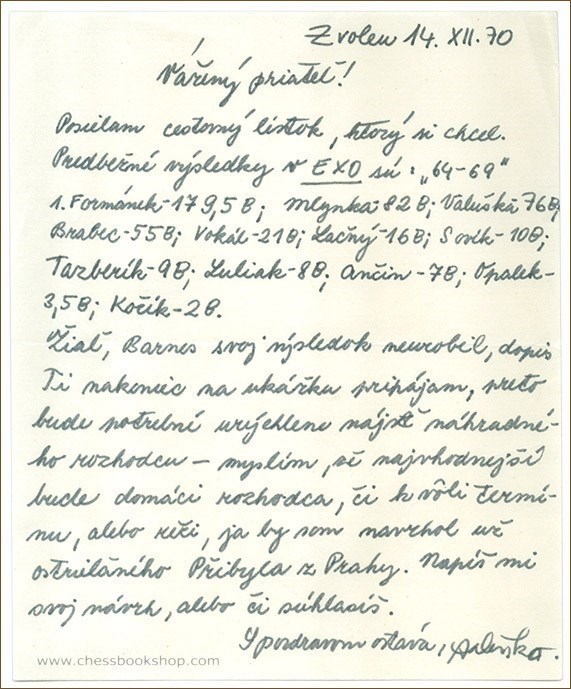 Zvolen 14. XII. 70
Vážený priateľ!
Posielam cestovný lístok, ktorý si chcel.
Predbežné výsledky v EXO sú: „64-69"
1. Formánek-179,5B; Mlynka-82B; Valuška 76B,
Brabec-55B; Vokál-21B; Lačný-16B; Sovík-10B;
Tazberík-9B; Luliak-8B; Ančin-7B; Opalek-
3,5B; Kočík-2B.
Žiaľ, Barnes svoj výsledok neurobil, dopis
Ti nakoniec na ukážku pripájam, preto
bude potrebné urýchlene nájsť náhradné-
ho rozhodcu - myslím, že najvhodnejší
bude domáci rozhodca, či k vôli termí-
nu, alebo reči, ja by som navrhol už
ostrieľaného Přibyla z Prahy. Napíš mi
svoj návrh, alebo či súhlasíš.
S pozdravom ostáva,
www.chessbookshop.com